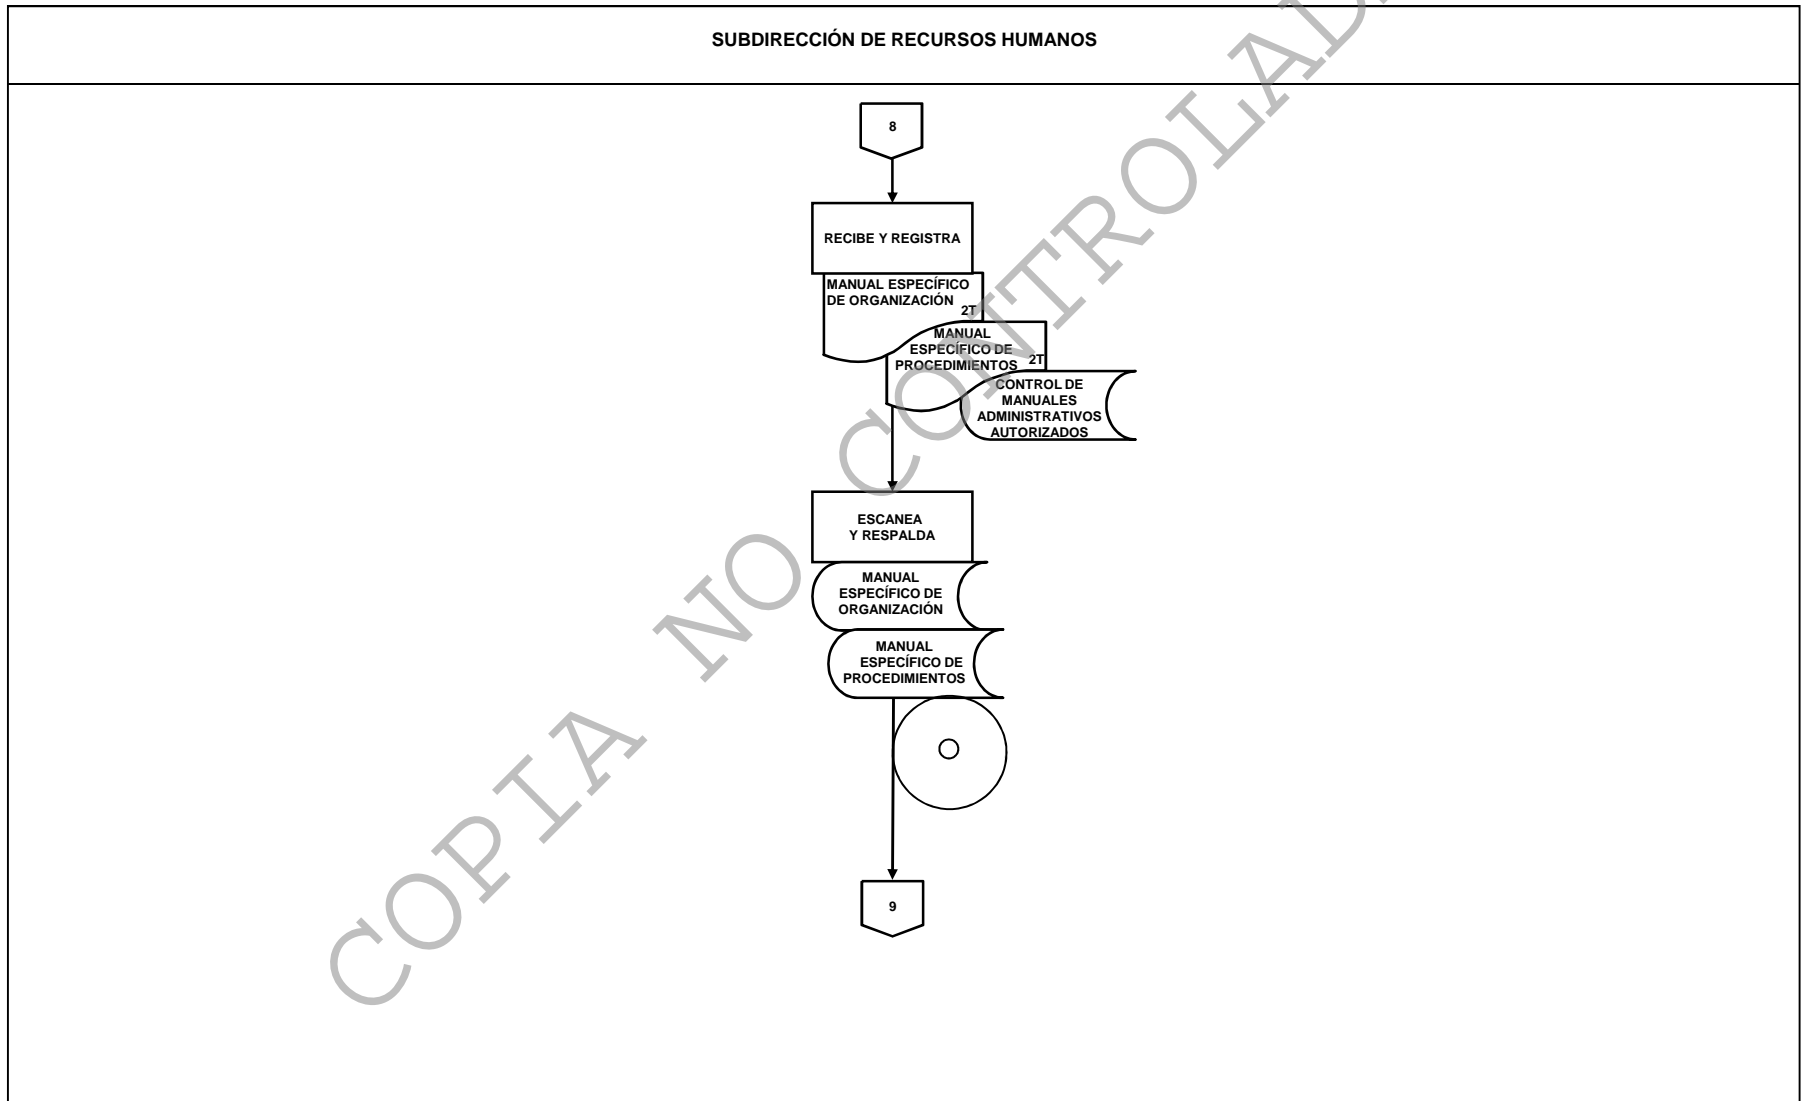 SUBDIRECCIÓN DE RECURSOS HUMANOS
8
RECIBE Y REGISTRA
MANUAL ESPECÍFICO
DE ORGANIZACIÓN
2T
MANUAL
ESPECÍFICO DE
PROCEDIMIENTOS
2T
CONTROL DE
MANUALES
ADMINISTRATIVOS
AUTORIZADOS
ESCANEA
Y RESPALDA
MANUAL
ESPECÍFICO DE
ORGANIZACIÓN
MANUAL
ESPECÍFICO DE
PROCEDIMIENTOS
9
COPIA NO CONTROLAD